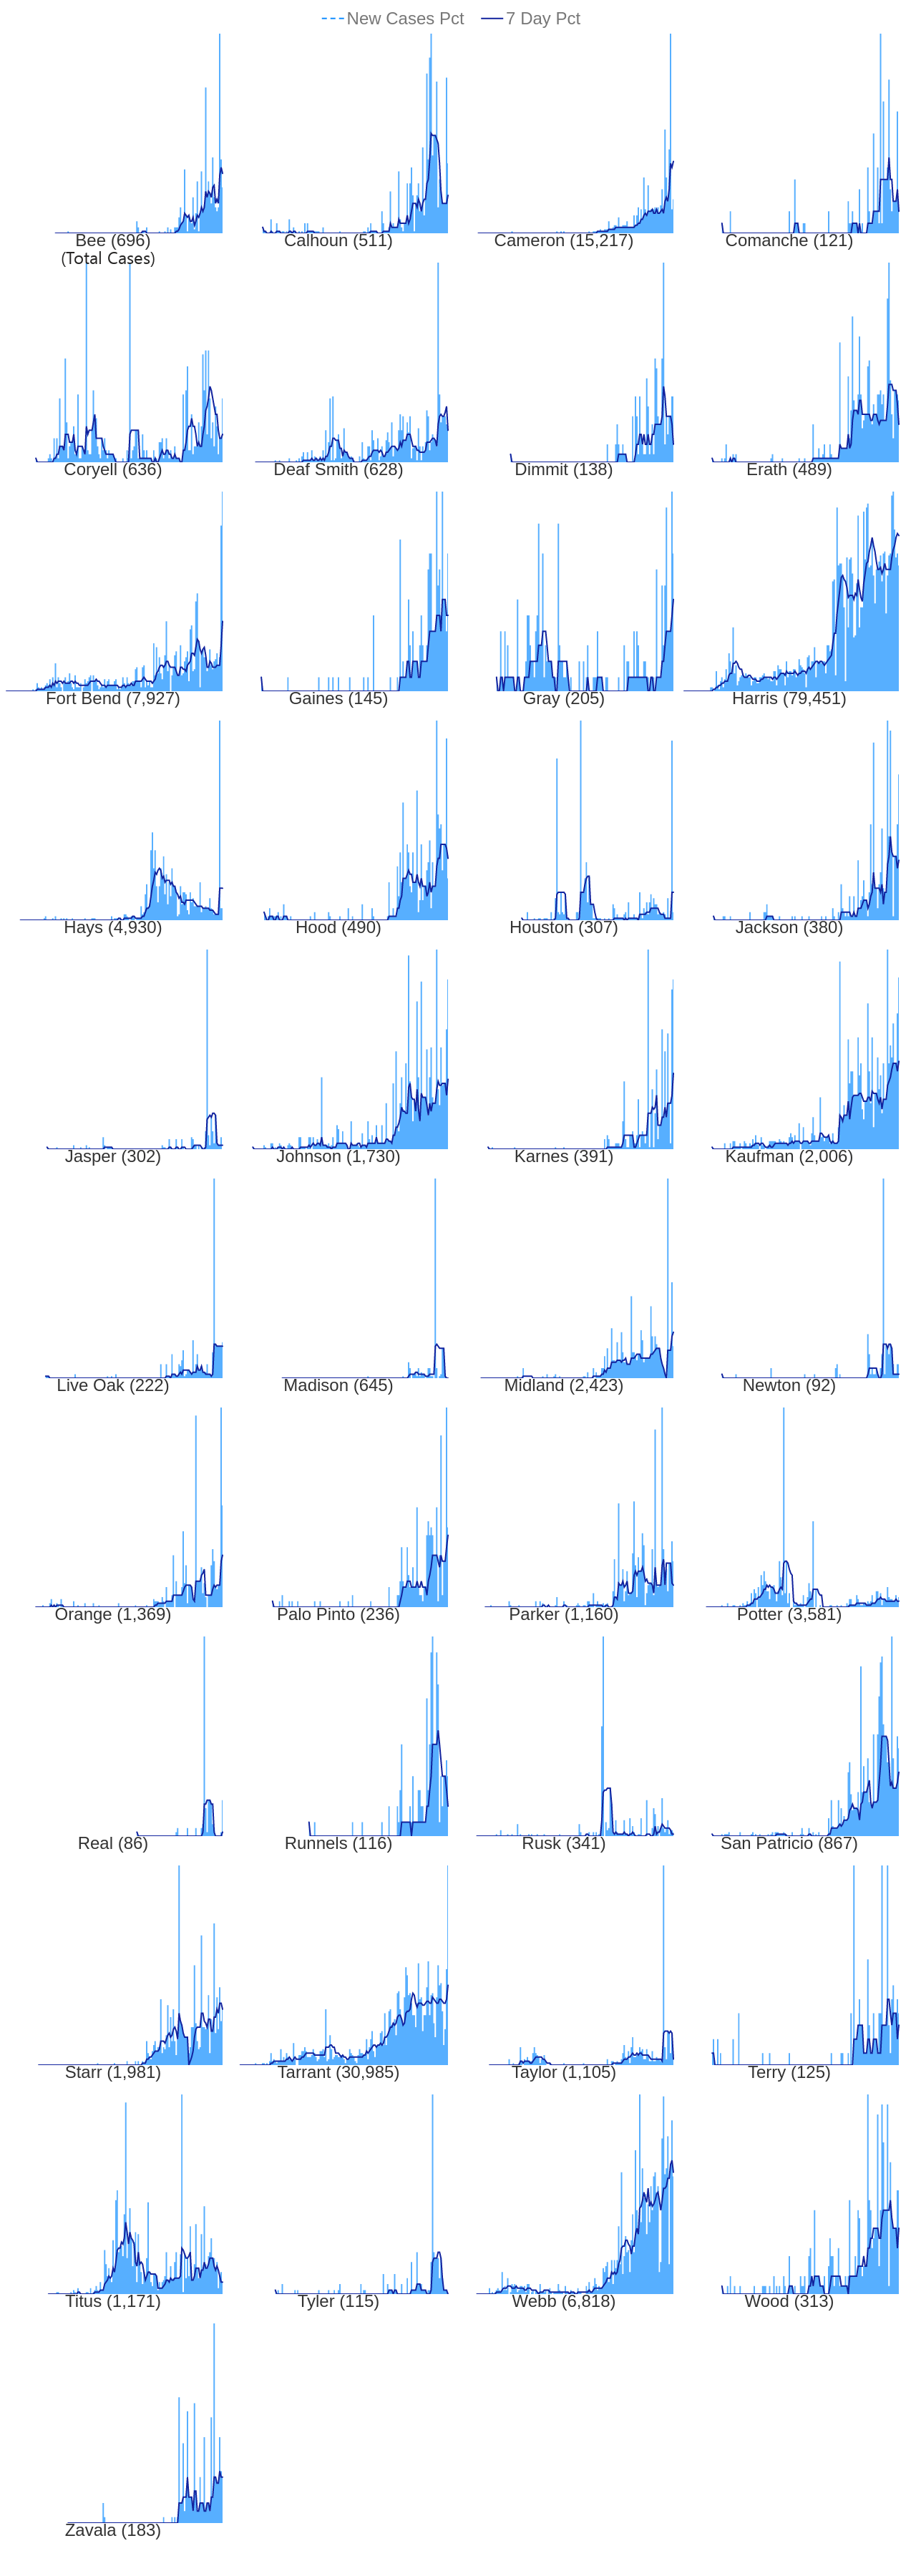 New Cases Pct 7 Day Pct
Bee (696) Calhoun (511) Cameron (15,217) Comanche (121)
(Total Cases)
Coryell (636) Deaf Smith (628) Dimmit (138) Erath (489)
Fort Bend (7,927) Gaines (145) Gray (205) Harris (79,451)
Hays (4,930) Hood (490) Houston (307) Jackson (380)
Jasper (302) Johnson (1,730) Karnes (391) Kaufman (2,006)
Live Oak (222) Madison (645) Midland (2,423) Newton (92)
Orange (1,369) Palo Pinto (236) Parker (1,160) Potter (3,581)
Real (86) Runnels (116) Rusk (341) San Patricio (867)
Starr (1,981) Tarrant (30,985) Taylor (1,105) Terry (125)
Titus (1,171) Tyler (115) Webb (6,818) Wood (313)
Zavala (183)